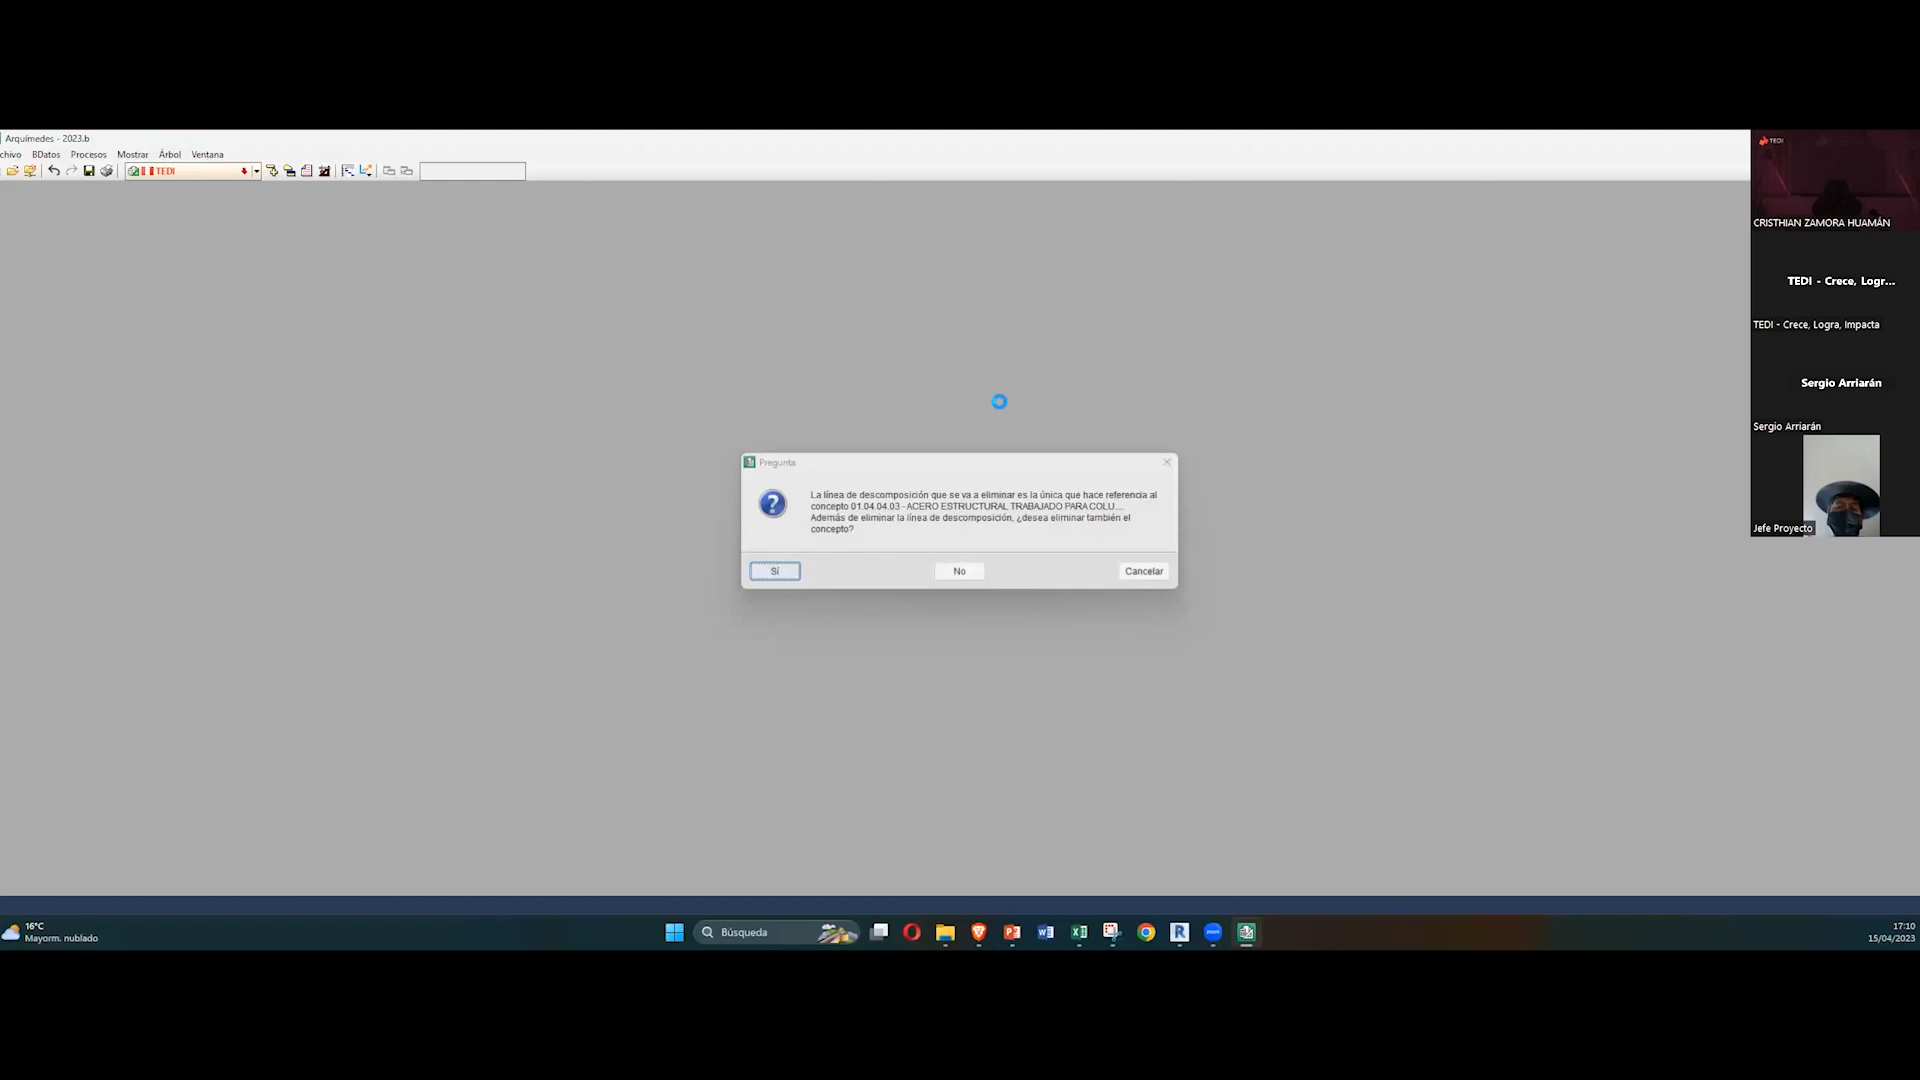 Arquímedes - 2023.b
chivo BDatos Procesos Mostrar Árbol Ventana
TEDI
TEDI
CRISTHIAN ZAMORA HUAMÁN
TEDI - Crece, Logr...
TEDI - Crece, Logra, Impacta
Sergio Arriarán
Sergio Arriarán
Jefe Proyecto
Pregunta
La línea de descomposición que se va a eliminar es la única que hace referencia al
concepto 01.04.04.03 - ACERO ESTRUCTURAL TRABAJADO PARA COLU....
Además de eliminar la línea de descomposición, ¿desea eliminar también el
concepto?
Sí No Cancelar
16°C
Mayorm. nublado
Búsqueda
17:10
15/04/2023